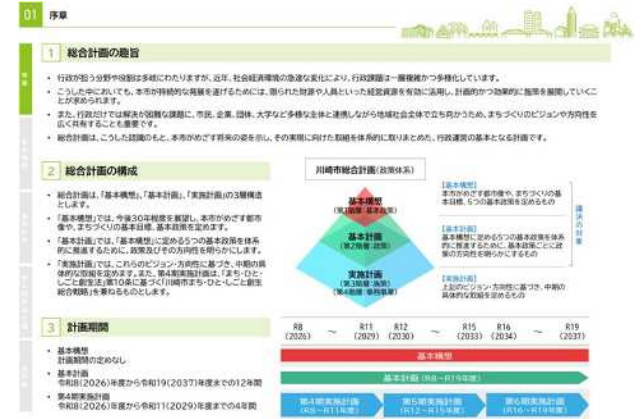 01 序章
1 総合計画の趣旨
・ 行政が担う分野や役割は多岐にわたりますが、近年、社会経済環境の急速な変化により、行政課題は一層複雑かつ多様化しています。
・ こうした中においても、本市が持続的な発展を遂げるためには、限られた財源や人員といった経営資源を有効に活用し、計画的かつ効果的に施策を展開していくこ
とが求められます。
・ また、行政だけでは解決が困難な課題に、市民、企業、団体、大学など多様な主体と連携しながら地域社会全体で立ち向かうため、まちづくりのビジョンや方向性を
広く共有することも重要です。
・ 総合計画は、こうした認識のもと、本市がめざす将来の姿を示し、その実現に向けた取組を体系的に取りまとめた、行政運営の基本となる計画です。
2 総合計画の構成
・ 総合計画は、「基本構想」、「基本計画」、「実施計画」の3層構造
とします。
・ 「基本構想」では、今後30年程度を展望し、本市がめざす都市
像や、まちづくりの基本目標、基本政策を定めます。
・ 「基本計画」では、「基本構想」に定める5つの基本政策を体系
的に推進するために、政策及びその方向性を明らかにします。
・ 「実施計画」では、これらのビジョン・方向性に基づき、中期の具
体的な取組を定めます。また、第4期実施計画は、「まち・ひと・
しごと創生法」第10条に基づく「川崎市まち・ひと・しごと創生
総合戦略」を兼ねるものとします。
川崎市総合計画(政策体系)
基本構想
(第1階層:基本政策)
基本計画
(第2階層:政策)
実施計画
(第3階層:施策)
(第4階層:事務事業)
【基本構想】
本市がめざす都市像や、まちづくりの基
本目標、5つの基本政策を定めるもの
【基本計画】
基本構想に定める5つの基本政策を体系
的に推進するために、基本政策ごとに政
策の方向性を明らかにするもの
【実施計画】
上記のビジョン・方向性に基づき、中期の
具体的な取組を定めるもの
議決の対象
3 計画期間
・ 基本構想
計画期間の定めなし
・ 基本計画
令和8(2026)年度から令和19(2037)年度までの12年間
・ 第4期実施計画
令和8(2026)年度から令和11(2029)年度までの4年間
R8 ～ R11 R12 ～ R15 R16 ～ R19
(2026) (2029) (2030) (2033) (2034) (2037)
基本構想
基本計画 (R8～R19年度)
第4期実施計画 第5期実施計画 第6期実施計画
(R8～R11年度) (R12～R15年度) (R16～R19年度)